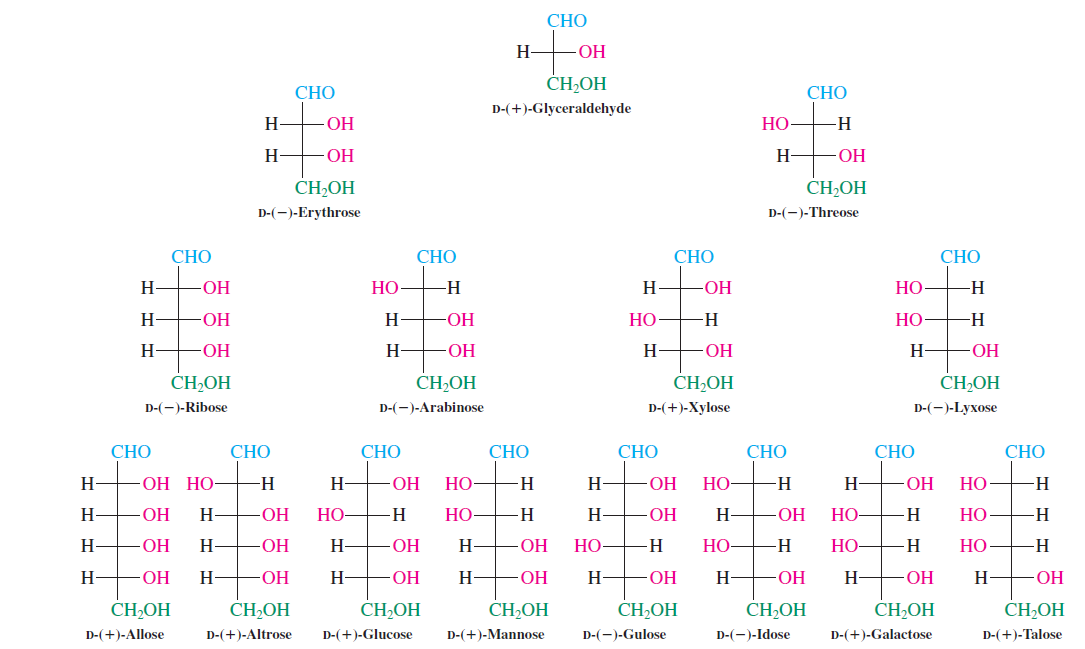 CHO
H OH
CH₂OH
D-(+)-Glyceraldehyde
CHO
H OH
H OH
CH₂OH
D-(−)-Erythrose
CHO
HO H
H OH
CH₂OH
D-(−)-Threose
CHO
H OH
H OH
H OH
CH₂OH
D-(−)-Ribose
CHO
HO H
H OH
H OH
CH₂OH
D-(−)-Arabinose
CHO
H OH
HO H
H OH
CH₂OH
D-(+)-Xylose
CHO
HO H
HO H
H OH
CH₂OH
D-(−)-Lyxose
CHO
H OH
H OH
H OH
H OH
CH₂OH
D-(+)-Allose
CHO
HO H
H OH
H OH
H OH
CH₂OH
D-(+)-Altrose
CHO
H OH
HO H
H OH
H OH
CH₂OH
D-(+)-Glucose
CHO
HO H
HO H
H OH
H OH
CH₂OH
D-(+)-Mannose
CHO
H OH
H OH
HO H
H OH
CH₂OH
D-(−)-Gulose
CHO
HO H
H OH
HO H
H OH
CH₂OH
D-(−)-Idose
CHO
H OH
HO H
HO H
H OH
CH₂OH
D-(+)-Galactose
CHO
HO H
HO H
HO H
H OH
CH₂OH
D-(+)-Talose